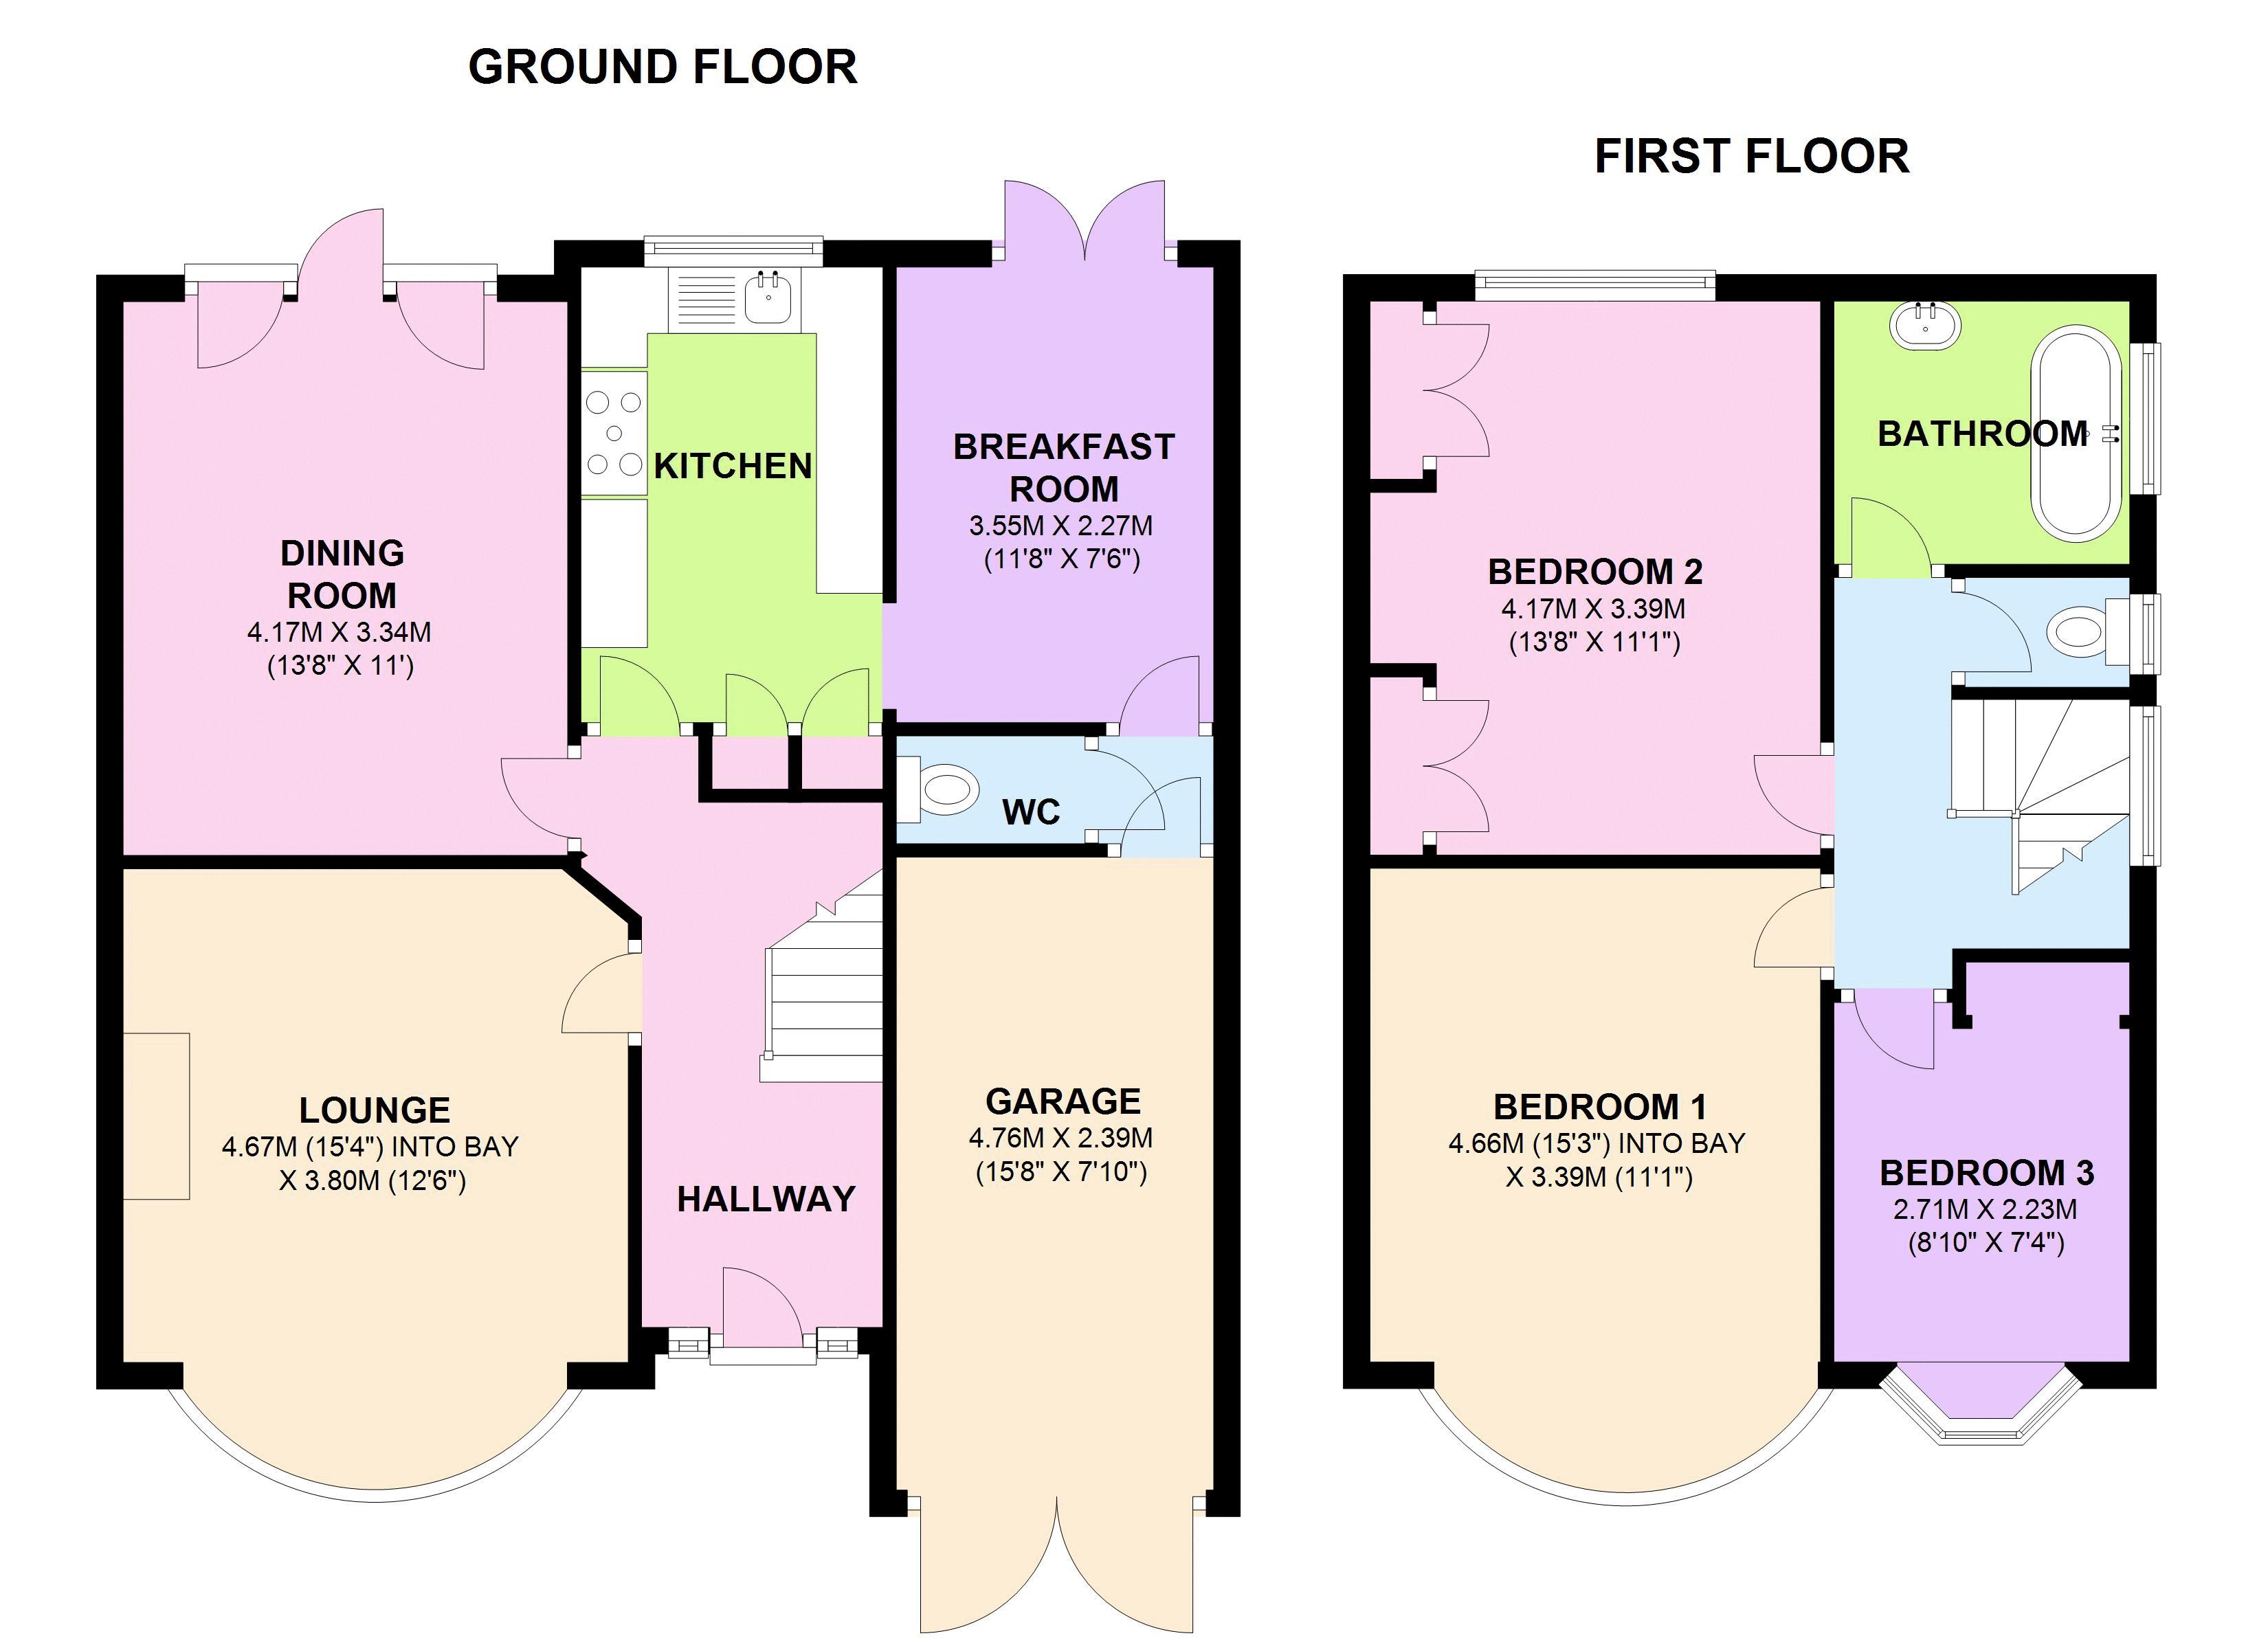 GROUND FLOOR
DINING
ROOM
4.17M X 3.34M
(13'8" X 11')
KITCHEN
BREAKFAST
ROOM
3.55M X 2.27M
(11'8" X 7'6")
WC
LOUNGE
4.67M (15'4") INTO BAY
X 3.80M (12'6")
HALLWAY
GARAGE
4.76M X 2.39M
(15'8" X 7'10")
FIRST FLOOR
BATHROOM
BEDROOM 2
4.17M X 3.39M
(13'8" X 11'1")
BEDROOM 1
4.66M (15'3") INTO BAY
X 3.39M (11'1")
BEDROOM 3
2.71M X 2.23M
(8'10" X 7'4")